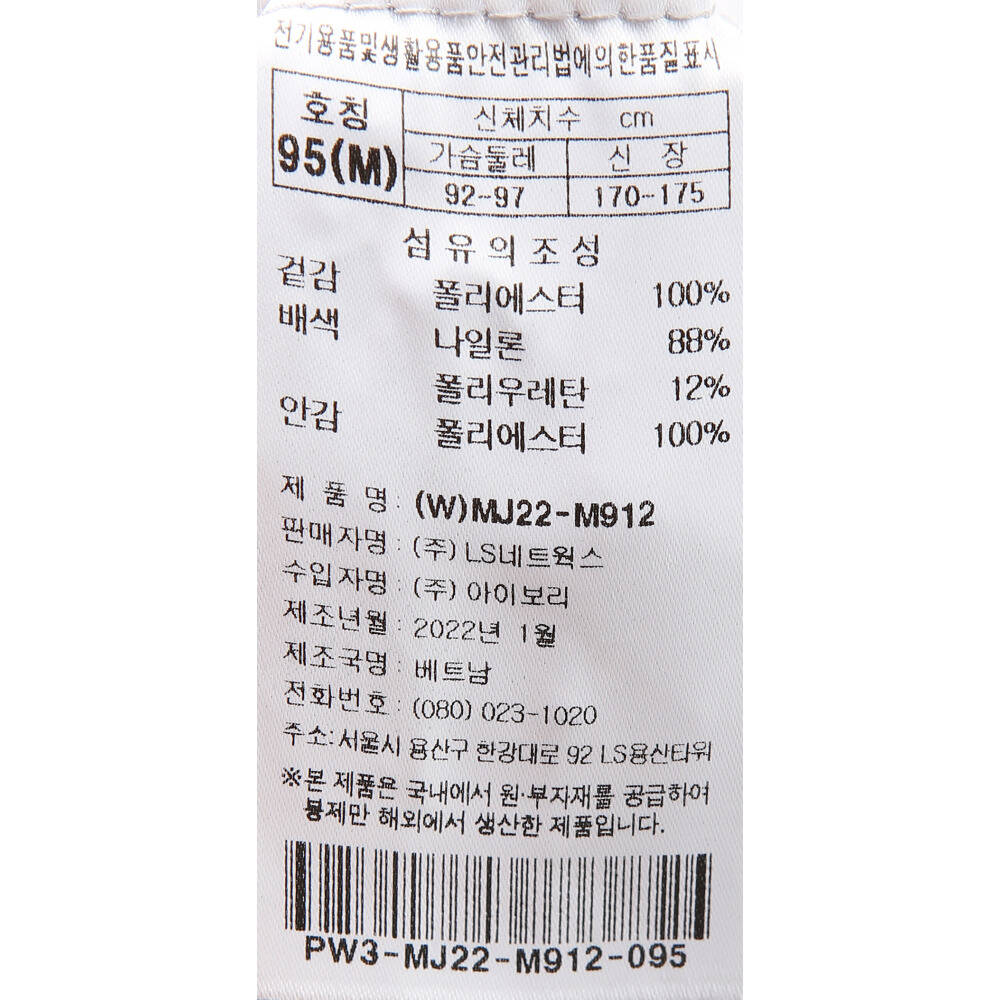 전기용품및생활용품안전관리법에의한품질표시
호칭 신체치수 cm
95(M) 가슴둘레 신 장
92-97 170-175
섬 유 의 조 성
겉감 폴리에스터 100%
배색 나일론 88%
폴리우레탄 12%
안감 폴리에스터 100%
제 품 명 : (W)MJ22-M912
판매자명 : (주) LS네트웍스
수입자명 : (주) 아이보리
제조년월 : 2022년 1월
제조국명 : 베트남
전화번호 : (080) 023-1020
주소: 서울시 용산구 한강대로 92 LS용산타워
※본 제품은 국내에서 원·부자재를 공급하여
봉제만 해외에서 생산한 제품입니다.
PW3-MJ22-M912-095